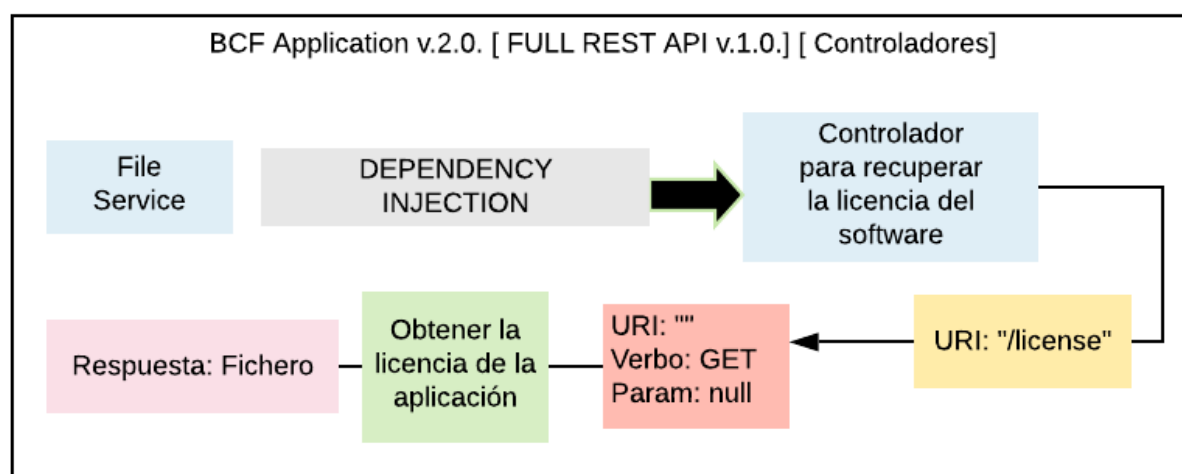 BCF Application v.2.0. [ FULL REST API v.1.0.] [ Controladores]
File
Service
DEPENDENCY
INJECTION
Controlador
para recuperar
la licencia del
software
Respuesta: Fichero
Obtener la
licencia de la
aplicación
URI: ""
Verbo: GET
Param: null
URI: "/license"